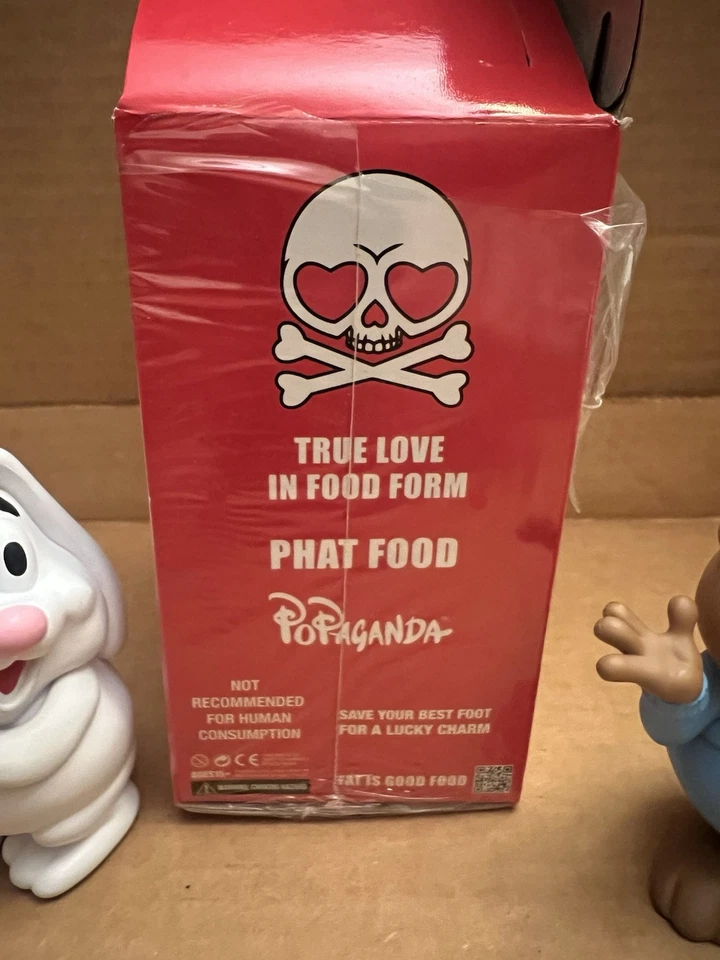 TRUE LOVE
IN FOOD FORM
PHAT FOOD
POPAGANDA
NOT
RECOMMENDED
FOR HUMAN
CONSUMPTION
SAVE YOUR BEST FOOT
FOR A LUCKY CHARM
CE
FAT IS GOOD FOOD